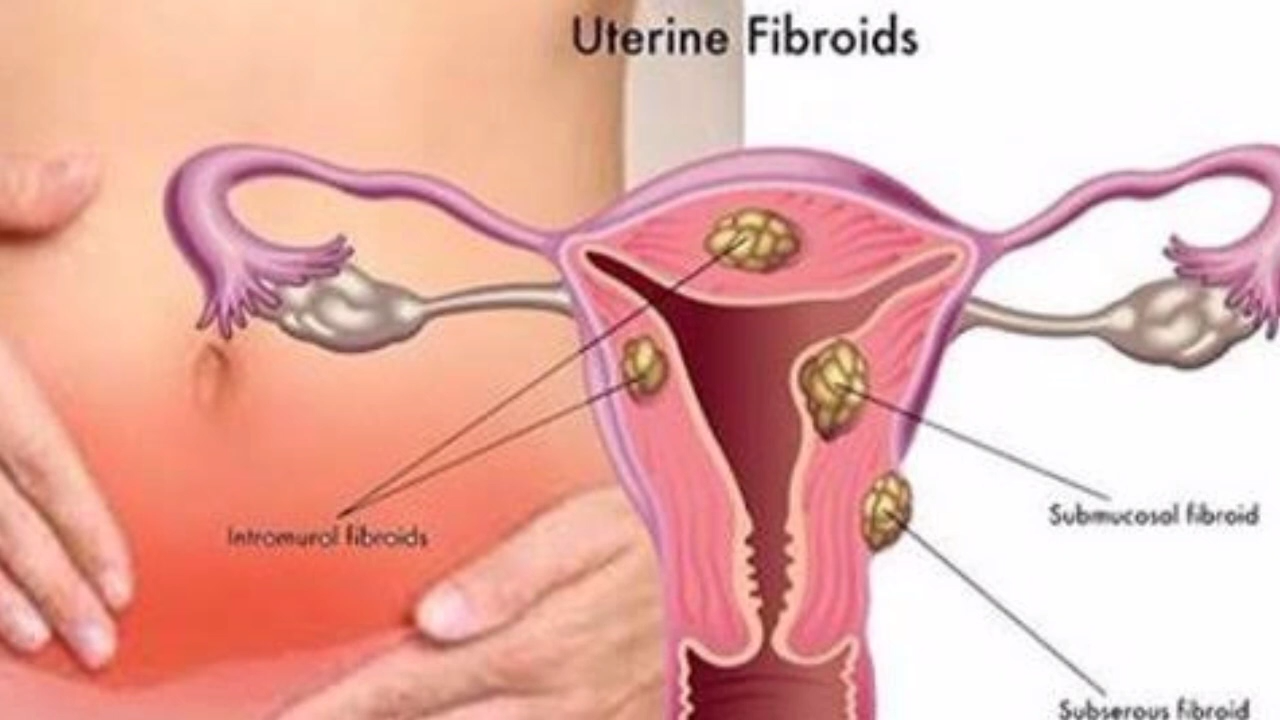 Uterine Fibroids
Intramural fibroids
Submucosal fibroid
Subserous fibroid